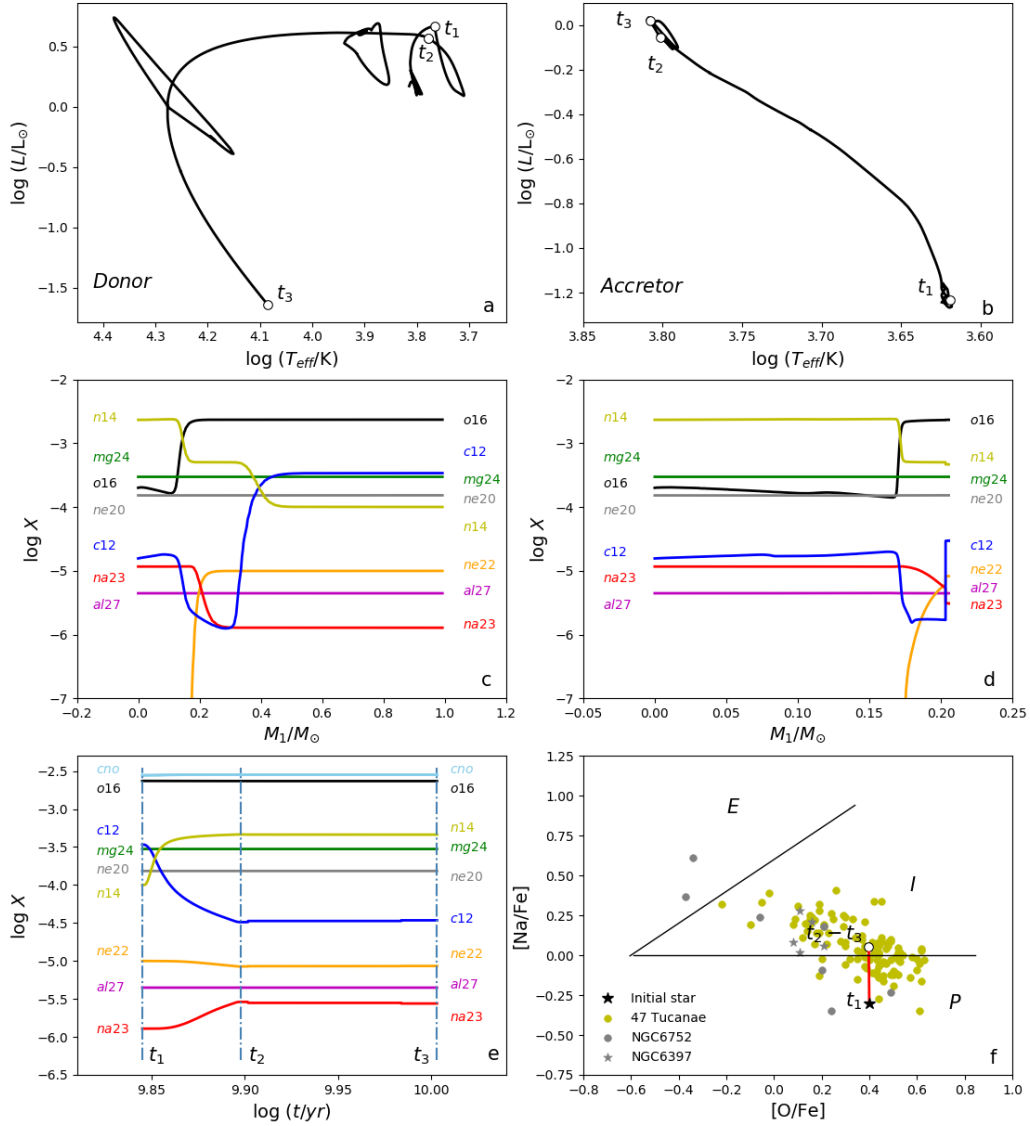 log (L/L⊙)
0.5
0.0
−0.5
−1.0
−1.5
t1
t2
t3
Donor
a
4.4 4.3 4.2 4.1 4.0 3.9 3.8 3.7
log (Teff/K)
log (L/L⊙)
0.0
−0.2
−0.4
−0.6
−0.8
−1.0
−1.2
t3
t2
t1
Accretor
b
3.85 3.80 3.75 3.70 3.65 3.60
log (Teff/K)
log X
−2
−3
−4
−5
−6
−7
n14
mg24
o16
ne20
c12
na23
al27
o16
c12
mg24
ne20
n14
ne22
al27
na23
c
−0.2 0.0 0.2 0.4 0.6 0.8 1.0 1.2
M1/M⊙
log X
−2
−3
−4
−5
−6
−7
n14
mg24
o16
ne20
c12
na23
al27
o16
n14
mg24
ne20
c12
ne22
al27
na23
d
−0.05 0.00 0.05 0.10 0.15 0.20 0.25
M1/M⊙
log X
−2.5
−3.0
−3.5
−4.0
−4.5
−5.0
−5.5
−6.0
−6.5
cno
o16
c12
mg24
ne20
n14
ne22
al27
na23
cno
o16
n14
mg24
ne20
c12
ne22
al27
na23
t1
t2
t3
e
9.85 9.90 9.95 10.00
log (t/yr)
[Na/Fe]
1.25
1.00
0.75
0.50
0.25
0.00
−0.25
−0.50
−0.75
E
I
P
t2 − t3
t1
Initial star
47 Tucanae
NGC6752
NGC6397
f
−0.8 −0.6 −0.4 −0.2 0.0 0.2 0.4 0.6 0.8 1.0
[O/Fe]